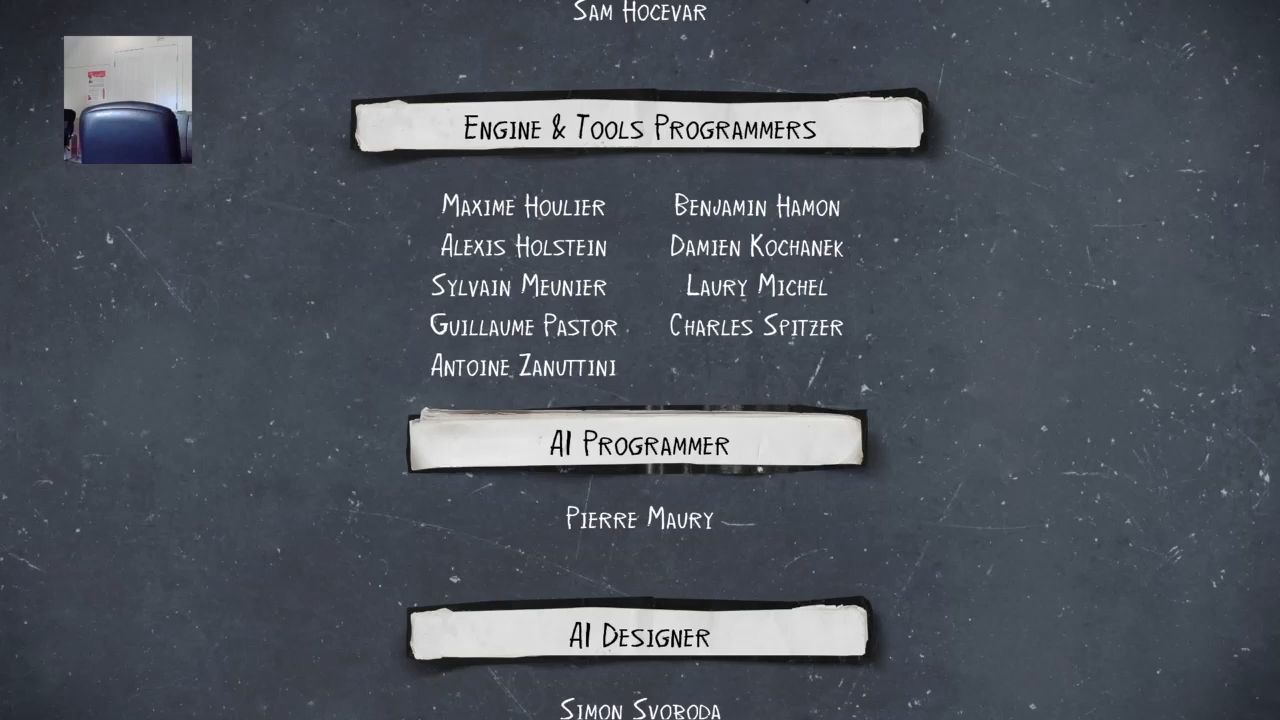 Sam Hocevar
Engine & Tools Programmers
Maxime Houlier Benjamin Hamon
Alexis Holstein Damien Kochanek
Sylvain Meunier Laury Michel
Guillaume Pastor Charles Spitzer
Antoine Zanuttini
AI Programmer
Pierre Maury
AI Designer
Simon Svoboda